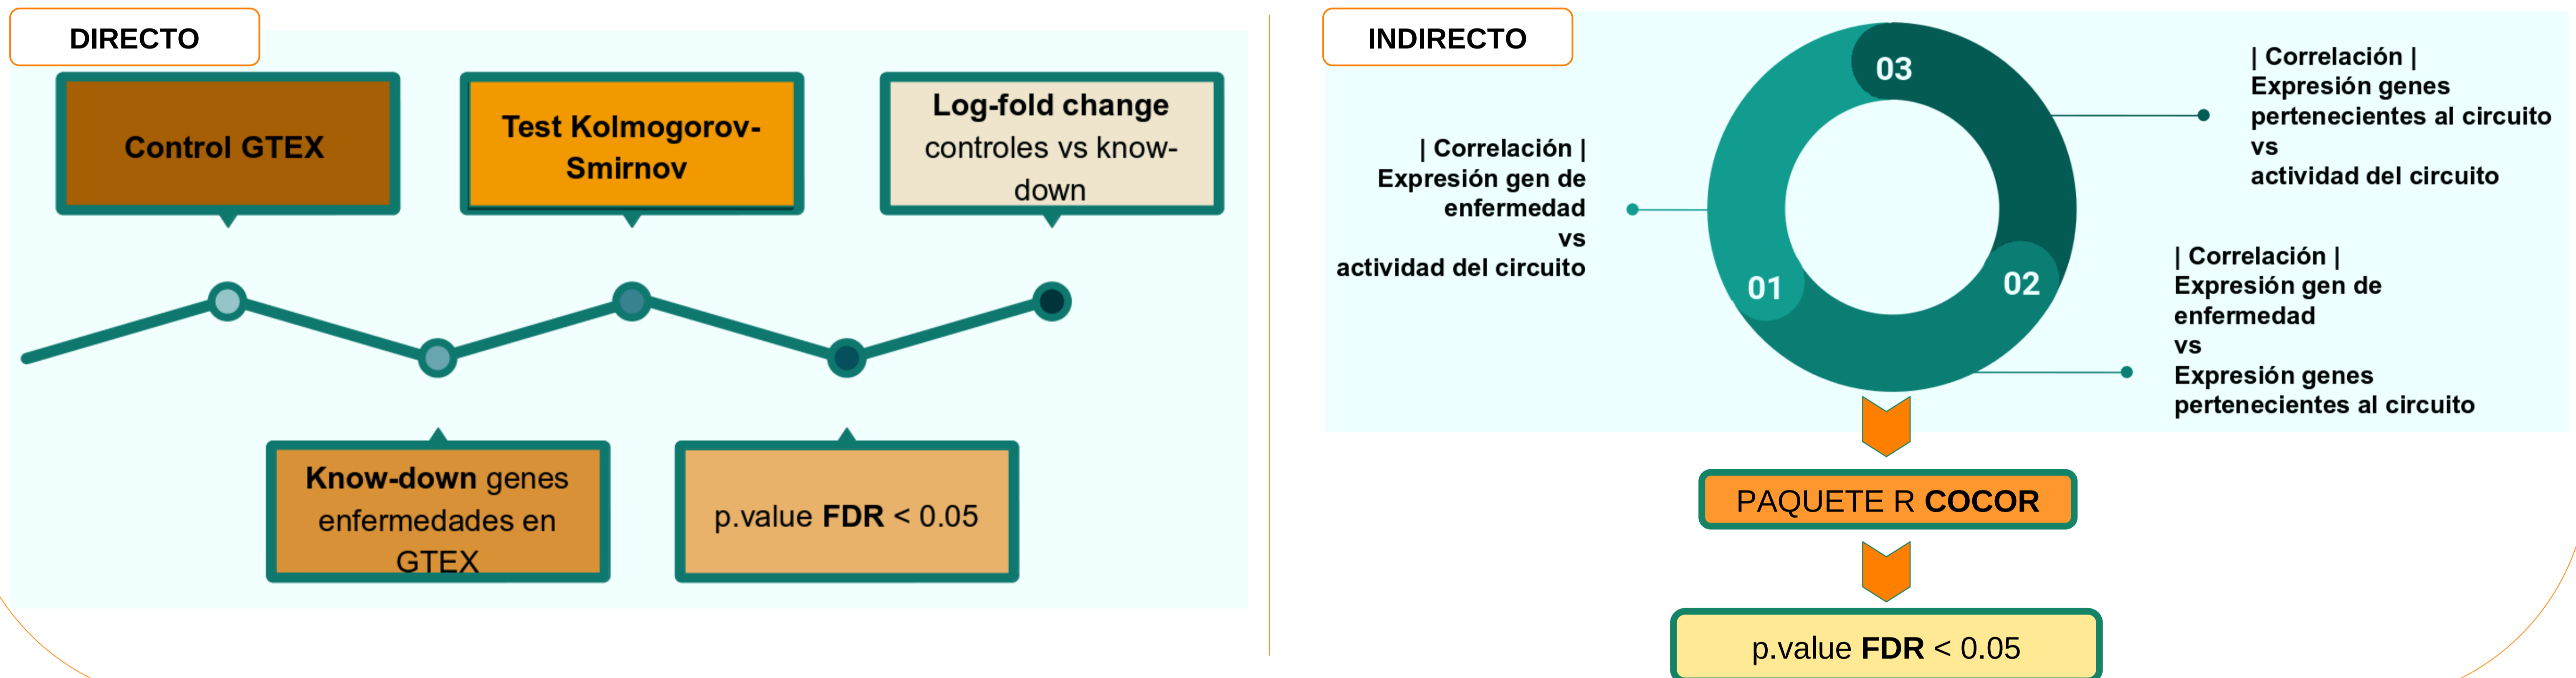 DIRECTO
Control GTEX
Test Kolmogorov-
Smirnov
Log-fold change
controles vs know-
down
Know-down genes
enfermedades en
GTEX
p.value FDR < 0.05
INDIRECTO
03
01
02
| Correlación |
Expresión gen de
enfermedad
vs
actividad del circuito
| Correlación |
Expresión genes
pertenecientes al circuito
vs
actividad del circuito
| Correlación |
Expresión gen de
enfermedad
vs
Expresión genes
pertenecientes al circuito
PAQUETE R COCOR
p.value FDR < 0.05